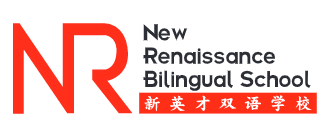 NR
New
Renaissance
Bilingual School
新英才双语学校